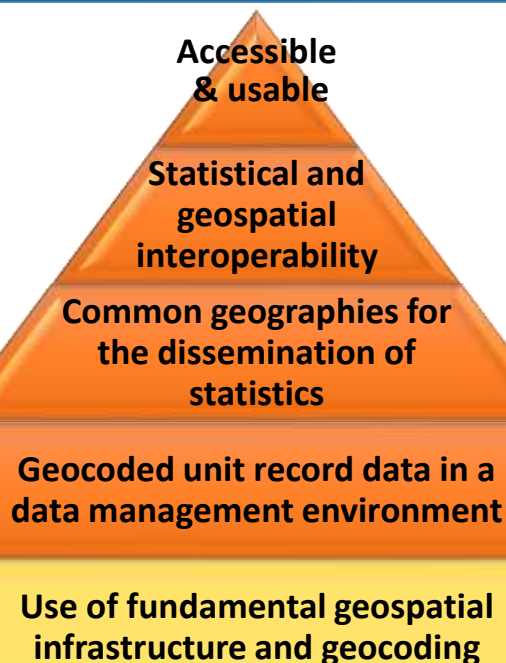 Accessible
& usable
Statistical and
geospatial
interoperability
Common geographies for
the dissemination of
statistics
Geocoded unit record data in a
data management environment
Use of fundamental geospatial
infrastructure and geocoding